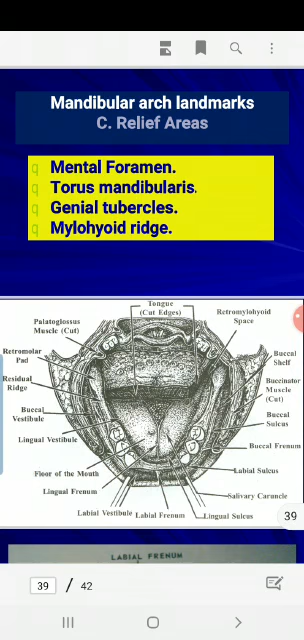 Mandibular arch landmarks
C. Relief Areas
q Mental Foramen.
q Torus mandibularis.
q Genial tubercles.
q Mylohyoid ridge.
Tongue
(Cut Edges)
Palatoglossus
Muscle (Cut)
Retromylohyoid
Space
Retromolar
Pad
Buccal
Shelf
Residual
Ridge
Buccinator
Muscle
(Cut)
Buccal
Vestibule
Buccal
Sulcus
Lingual Vestibule
Buccal Frenum
Floor of the Mouth
Labial Sulcus
Lingual Frenum
Salivary Caruncle
Labial Vestibule
Labial Frenum
Lingual Sulcus
39
LABIAL FRENUM
39 / 42